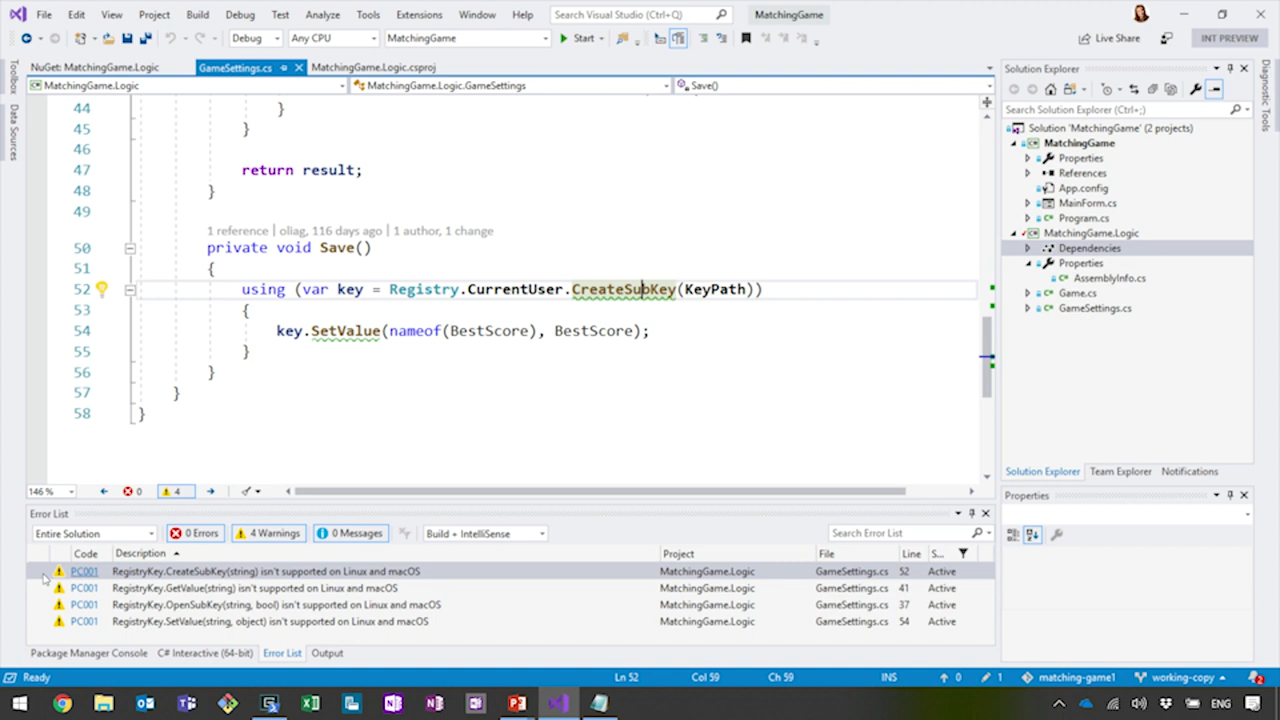 File Edit View Project Build Debug Test Analyze Tools Extensions Window Help Search Visual Studio (Ctrl+Q) MatchingGame
Debug Any CPU MatchingGame Start Live Share INT PREVIEW
NuGet: MatchingGame.Logic GameSettings.cs MatchingGame.Logic.csproj
MatchingGame.Logic MatchingGame.Logic.GameSettings Save()
Toolbox
Data Sources
44 }
45 }
46
47 return result;
48 }
49
1 reference | oliag, 116 days ago | 1 author, 1 change
50 private void Save()
51 {
52 using (var key = Registry.CurrentUser.CreateSubKey(KeyPath))
53 {
54 key.SetValue(nameof(BestScore), BestScore);
55 }
56 }
57 }
58 }
146 % 0 4
Solution Explorer
Search Solution Explorer (Ctrl+;)
Solution 'MatchingGame' (2 projects)
MatchingGame
Properties
References
App.config
MainForm.cs
Program.cs
MatchingGame.Logic
Dependencies
Properties
AssemblyInfo.cs
Game.cs
GameSettings.cs
Solution Explorer Team Explorer Notifications
Properties
Diagnostic Tools
Error List
Entire Solution 0 Errors 4 Warnings 0 Messages Build + IntelliSense Search Error List
Code Description Project File Line S...
PC001 RegistryKey.CreateSubKey(string) isn't supported on Linux and macOS MatchingGame.Logic GameSettings.cs 52 Active
PC001 RegistryKey.GetValue(string) isn't supported on Linux and macOS MatchingGame.Logic GameSettings.cs 41 Active
PC001 RegistryKey.OpenSubKey(string, bool) isn't supported on Linux and macOS MatchingGame.Logic GameSettings.cs 37 Active
PC001 RegistryKey.SetValue(string, object) isn't supported on Linux and macOS MatchingGame.Logic GameSettings.cs 54 Active
Package Manager Console C# Interactive (64-bit) Error List Output
Ready Ln 52 Col 59 Ch 59 INS 0 1 matching-game1 working-copy 2
ENG